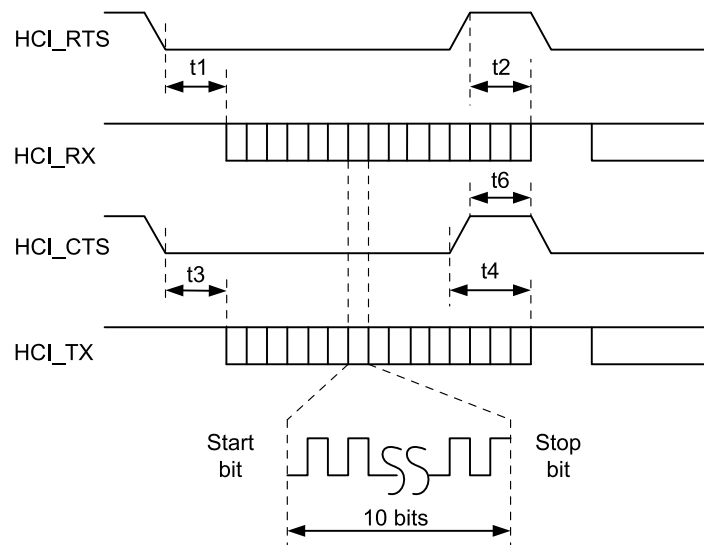 HCI_RTS
t1
t2
HCI_RX
t6
HCI_CTS
t3
t4
HCI_TX
Start
bit
Stop
bit
10 bits